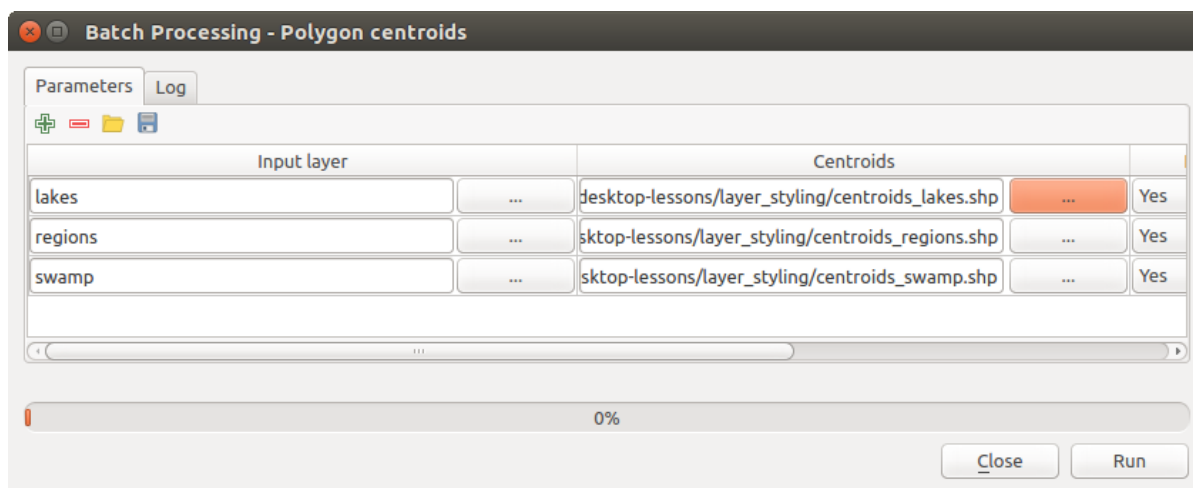 Batch Processing - Polygon centroids
Parameters Log
Input layer Centroids
lakes ... desktop-lessons/layer_styling/centroids_lakes.shp ... Yes
regions ... sktop-lessons/layer_styling/centroids_regions.shp ... Yes
swamp ... sktop-lessons/layer_styling/centroids_swamp.shp ... Yes
0%
Close Run